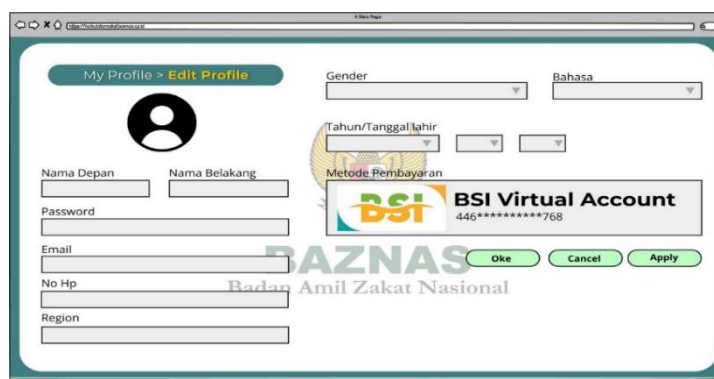 A Web Page
My Profile > Edit Profile
Nama Depan
Nama Belakang
Password
Email
No Hp
Region
Gender
Bahasa
Tahun/Tanggal lahir
Metode Pembayaran
BSI
BSI Virtual Account
446**********768
Oke
Cancel
Apply
BAZNAS
Badan Amil Zakat Nasional